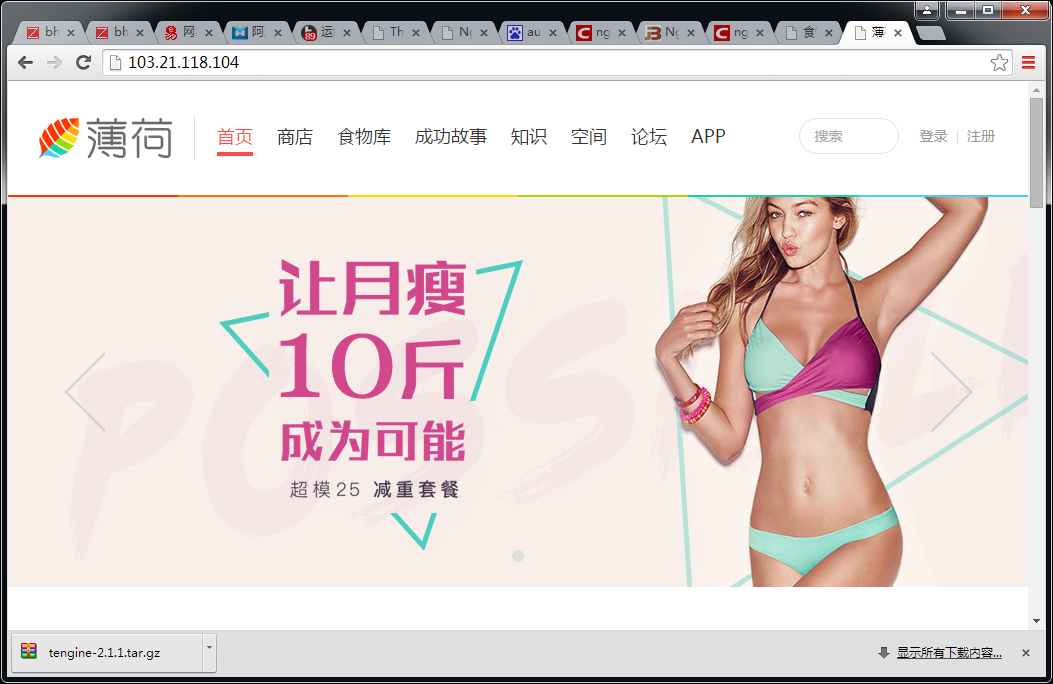 bh
bh
网
阿
运
Th
Ng
au
ng
Ng
ng
食
薄
103.21.118.104
薄荷
首页 商店 食物库 成功故事 知识 空间 论坛 APP 搜索 登录 | 注册
让月瘦
10斤
成为可能
超模25 减重套餐
tengine-2.1.1.tar.gz
显示所有下载内容...